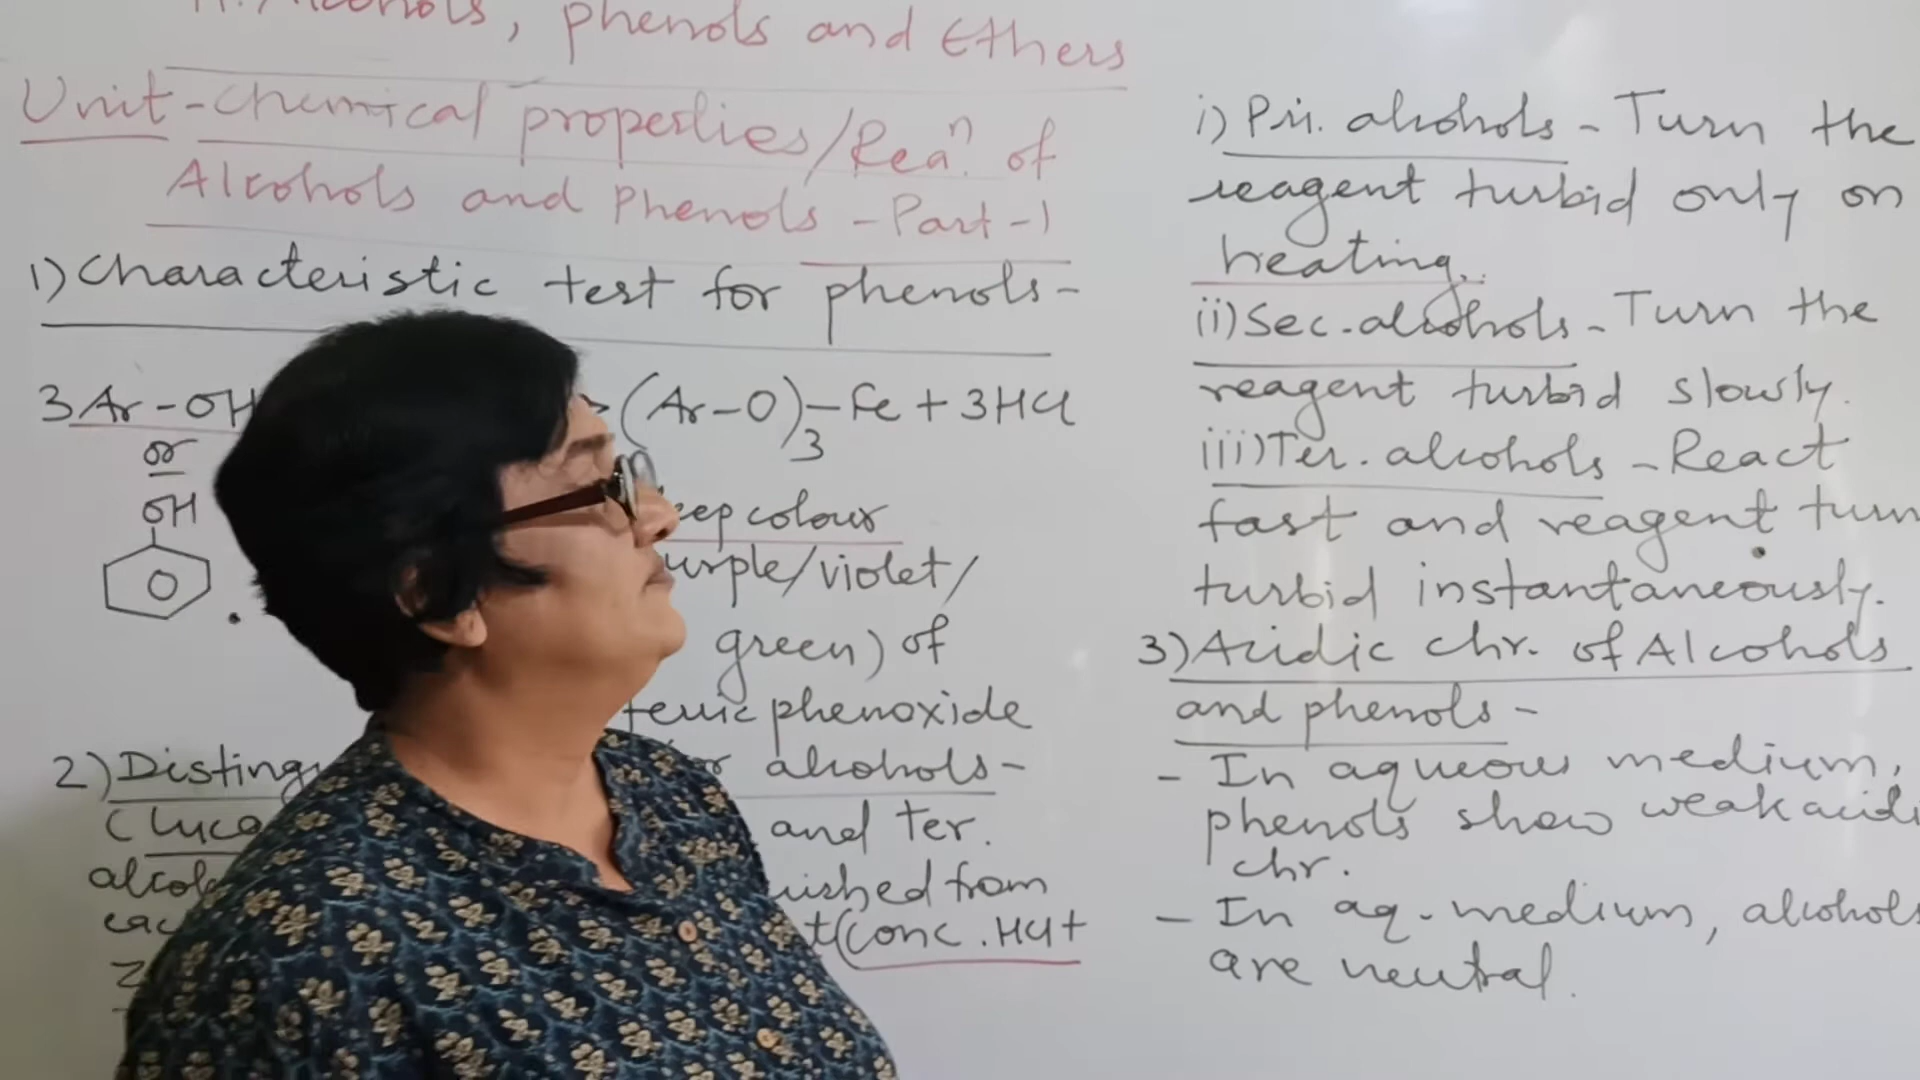 Alcohols, phenols and Ethers
Unit-Chemical properties/Reaⁿ. of
Alcohols and Phenols - Part-1
1) Characteristic test for phenols-
3Ar-OH (Ar-O)₃-Fe + 3HCl
or
OH
colour
violet/
green) of
phenoxide
2) alcohols-
and ter.
from
(Conc. HCl+
i) Pri. alcohols - Turn the
reagent turbid only on
heating.
ii) Sec. alcohols - Turn the
reagent turbid slowly.
iii) Ter. alcohols - React
fast and reagent turn
turbid instantaneously.
3) Acidic chr. of Alcohols
and phenols -
- In aqueous medium,
phenols show weak
chr.
- In aq. medium, alcohols
are neutral.